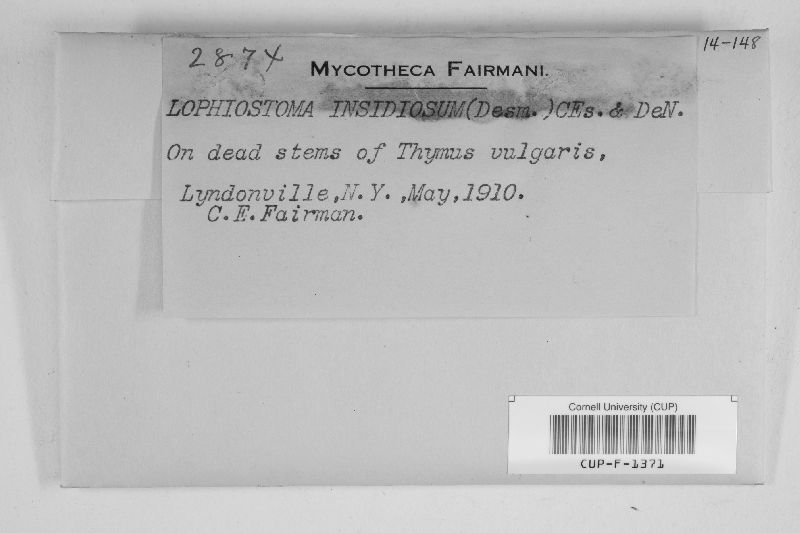 2874
14-148
MYCOTHECA FAIRMANI.
LOPHIOSTOMA INSIDIOSUM(Desm.)CEs.& DeN.
On dead stems of Thymus vulgaris,
Lyndonville,N.Y.,May,1910.
C.E.Fairman.
Cornell University (CUP)
CUP-F-1371